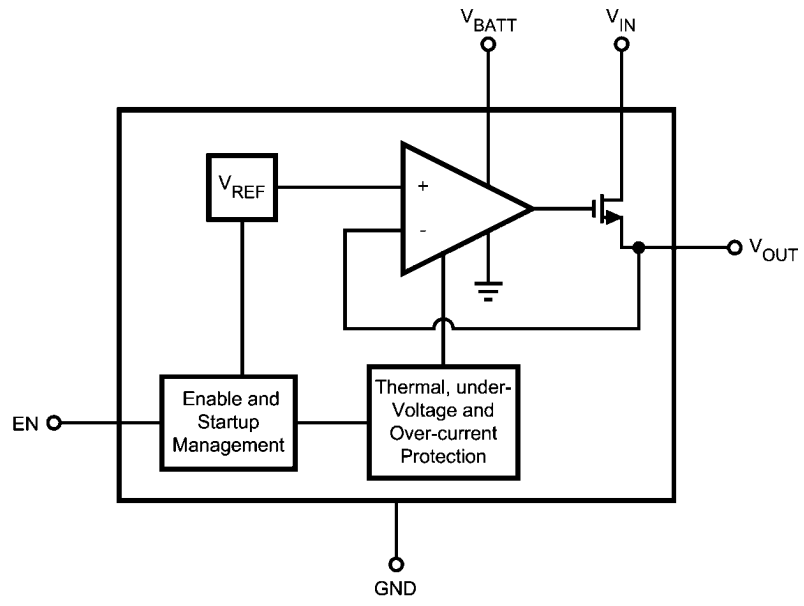 VBATT
VIN
VREF
+
-
VOUT
EN
Enable and
Startup
Management
Thermal, under-
Voltage and
Over-current
Protection
GND